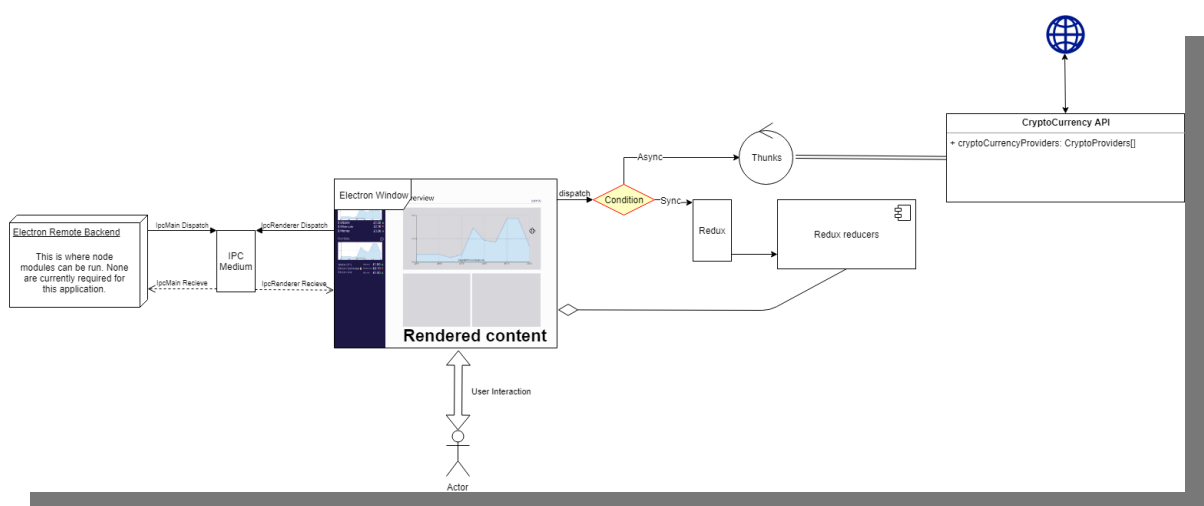 CryptoCurrency API
+ cryptoCurrencyProviders: CryptoProviders[]
Async
Thunks
Electron Window
erview
dispatch
Condition
Sync
Redux
Redux reducers
Electron Remote Backend
This is where node
modules can be run. None
are currently required for
this application.
IpcMain Dispatch
IpcRenderer Dispatch
IPC
Medium
IpcMain Recieve
IpcRenderer Recieve
Rendered content
User Interaction
Actor